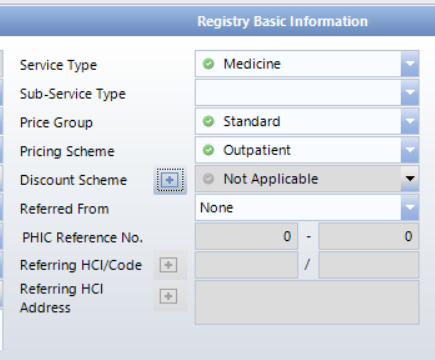 Registry Basic Information
Service Type Medicine
Sub-Service Type
Price Group Standard
Pricing Scheme Outpatient
Discount Scheme + Not Applicable
Referred From None
PHIC Reference No. 0 - 0
Referring HCI/Code + /
Referring HCI
Address +